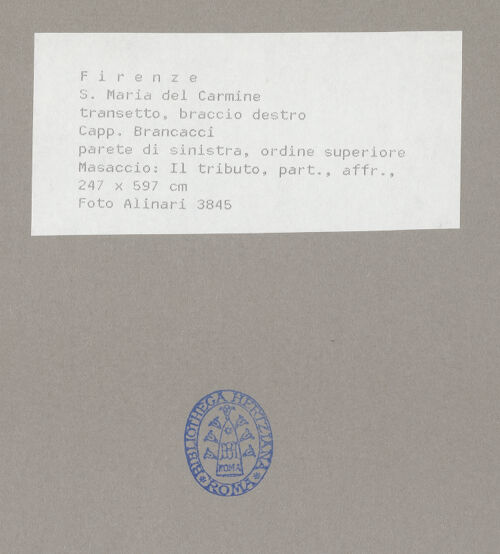 F i r e n z e
S. Maria del Carmine
transetto, braccio destro
Capp. Brancacci
parete di sinistra, ordine superiore
Masaccio: Il tributo, part., affr.,
247 x 597 cm
Foto Alinari 3845
BIBLIOTHECA HERTZIANA
ROMA
* ROMA *